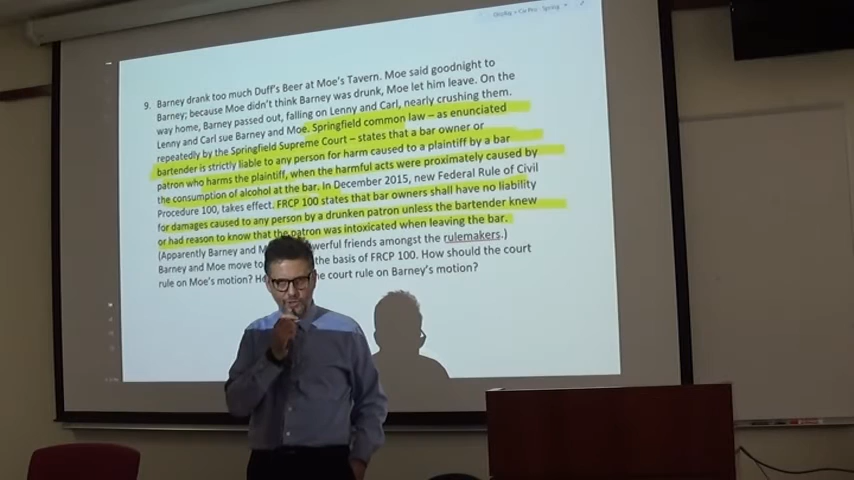 9. Barney drank too much Duff's Beer at Moe's Tavern. Moe said goodnight to
Barney; because Moe didn't think Barney was drunk, Moe let him leave. On the
way home, Barney passed out, falling on Lenny and Carl, nearly crushing them.
Lenny and Carl sue Barney and Moe. Springfield common law – as enunciated
repeatedly by the Springfield Supreme Court – states that a bar owner or
bartender is strictly liable to any person for harm caused to a plaintiff by a bar
patron who harms the plaintiff, when the harmful acts were proximately caused by
the consumption of alcohol at the bar. In December 2015, new Federal Rule of Civil
Procedure 100, takes effect. FRCP 100 states that bar owners shall have no liability
for damages caused to any person by a drunken patron unless the bartender knew
or had reason to know that the patron was intoxicated when leaving the bar.
(Apparently Barney and powerful friends amongst the rulemakers.)
Barney and Moe move to the basis of FRCP 100. How should the court
rule on Moe's motion? the court rule on Barney's motion?